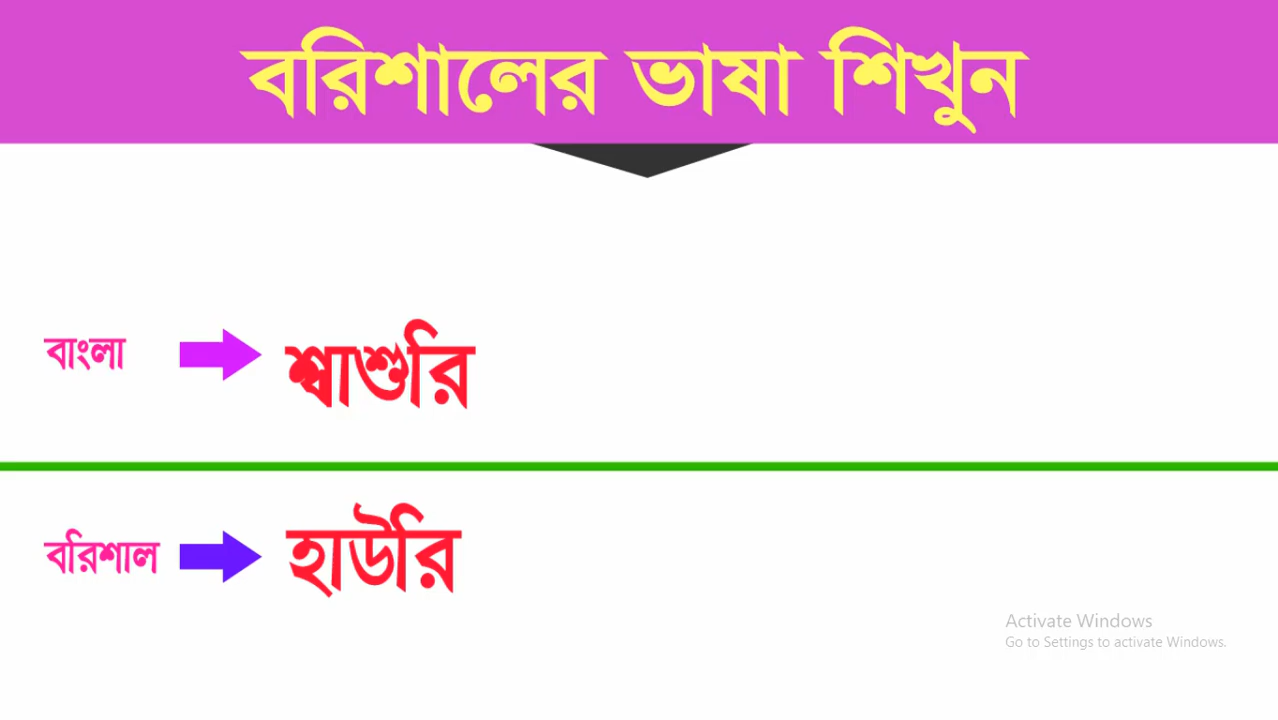 বরিশালের ভাষা শিখুন
বাংলা শ্বাশুরি
বরিশাল হাউরি
Activate Windows
Go to Settings to activate Windows.